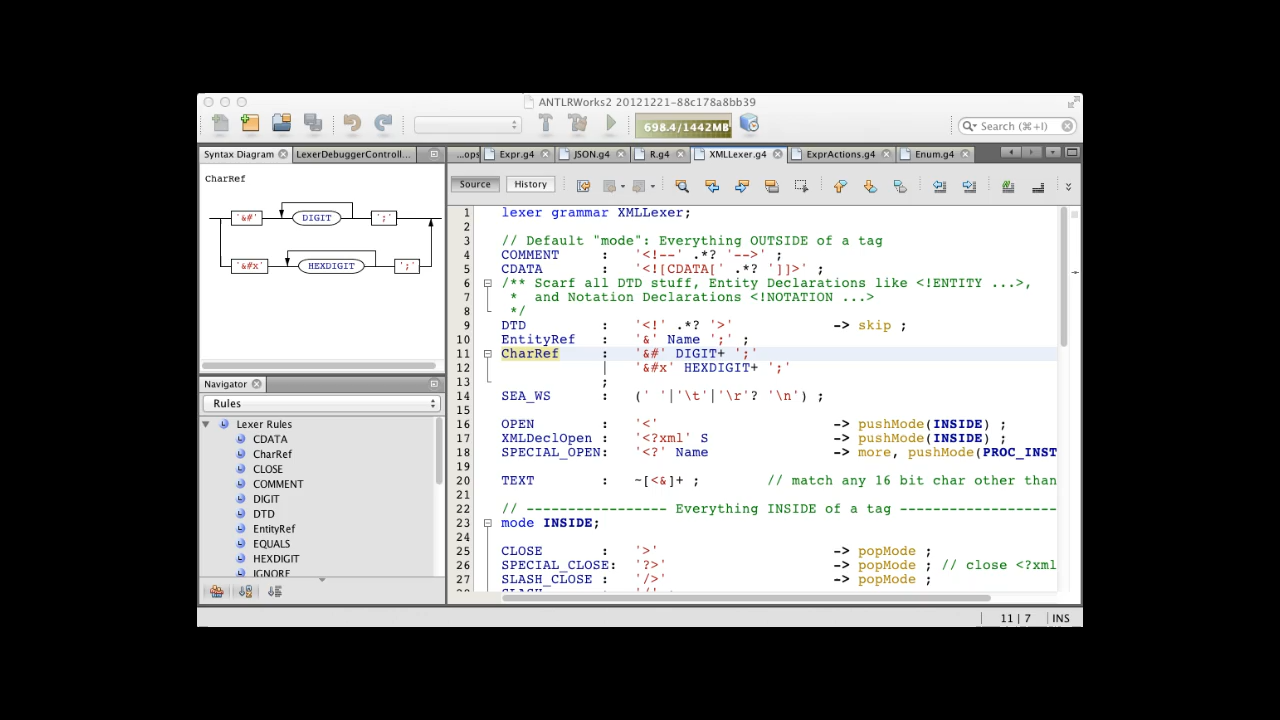 ANTLRWorks2 20121221-88c178a8bb39
698.4/1442MB
Search (⌘+I)
Syntax Diagram
LexerDebuggerControll...
...ops
Expr.g4
JSON.g4
R.g4
XMLLexer.g4
ExprActions.g4
Enum.g4
CharRef
'&#' DIGIT ';'
'&#x' HEXDIGIT ';'
Navigator
Rules
Lexer Rules
CDATA
CharRef
CLOSE
COMMENT
DIGIT
DTD
EntityRef
EQUALS
HEXDIGIT
IGNORE
Source
History
1 lexer grammar XMLLexer;
2
3 // Default "mode": Everything OUTSIDE of a tag
4 COMMENT : '<!--' .*? '-->' ;
5 CDATA : '<![CDATA[' .*? ']]>' ;
6 /** Scarf all DTD stuff, Entity Declarations like <!ENTITY ...>,
7 * and Notation Declarations <!NOTATION ...>
8 */
9 DTD : '<!' .*? '>' -> skip ;
10 EntityRef : '&' Name ';' ;
11 CharRef : '&#' DIGIT+ ';'
12 | '&#x' HEXDIGIT+ ';'
13 ;
14 SEA_WS : (' '|'\t'|'\r'? '\n') ;
15
16 OPEN : '<' -> pushMode(INSIDE) ;
17 XMLDeclOpen : '<?xml' S -> pushMode(INSIDE) ;
18 SPECIAL_OPEN: '<?' Name -> more, pushMode(PROC_INST
19
20 TEXT : ~[<&]+ ; // match any 16 bit char other than
21
22 // ----------------- Everything INSIDE of a tag -------------------
23 mode INSIDE;
24
25 CLOSE : '>' -> popMode ;
26 SPECIAL_CLOSE: '?>' -> popMode ; // close <?xml
27 SLASH_CLOSE : '/>' -> popMode ;
11 | 7
INS